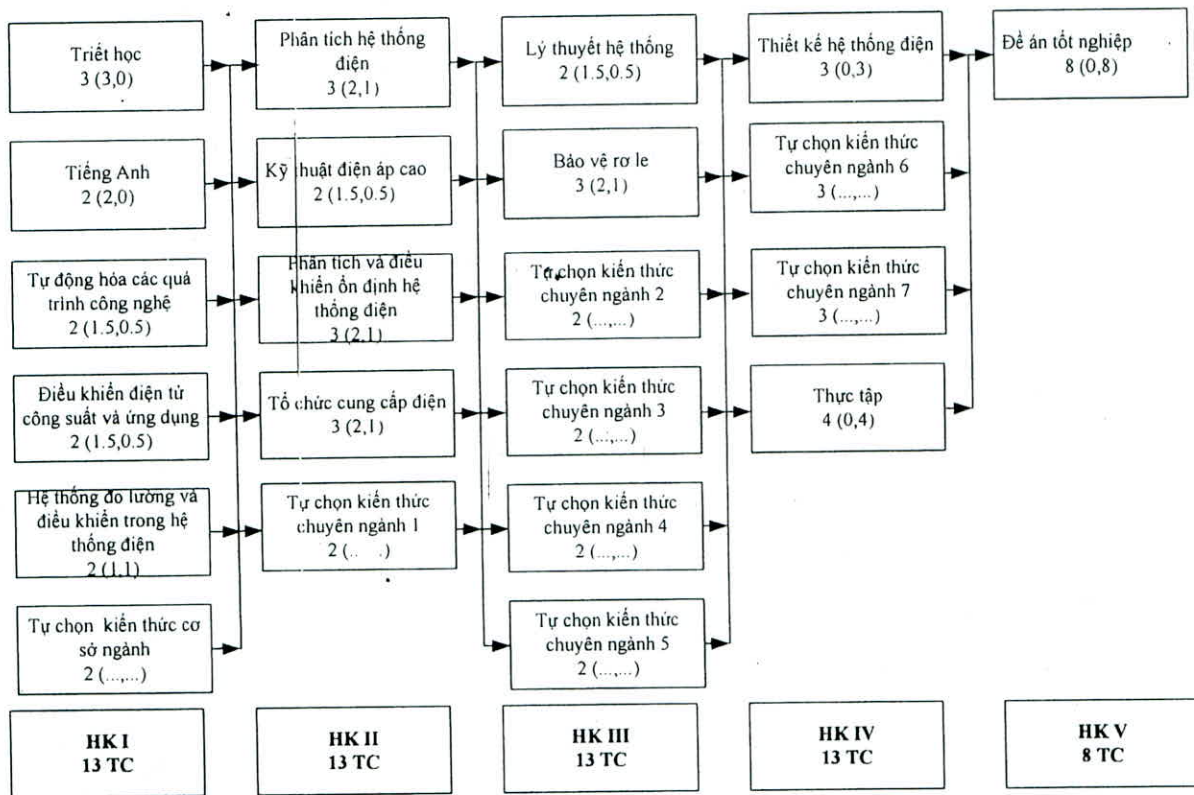 Triết học
3 (3,0)
Tiếng Anh
2 (2,0)
Tự động hóa các quá
trình công nghệ
2 (1.5,0.5)
Điều khiển điện tử
công suất và ứng dụng
2 (1.5,0.5)
Hệ thống đo lường và
điều khiển trong hệ
thống điện
2 (1,1)
Tự chọn kiến thức cơ
sở ngành
2 (...,...)
HK I
13 TC
Phân tích hệ thống
điện
3 (2,1)
Kỹ thuật điện áp cao
2 (1.5,0.5)
Phân tích và điều
khiển ổn định hệ
thống điện
3 (2,1)
Tổ chức cung cấp điện
3 (2,1)
Tự chọn kiến thức
chuyên ngành 1
2 (.. .)
HK II
13 TC
Lý thuyết hệ thống
2 (1.5,0.5)
Bảo vệ rơ le
3 (2,1)
Tự chọn kiến thức
chuyên ngành 2
2 (...,...)
Tự chọn kiến thức
chuyên ngành 3
2 (...,...)
Tự chọn kiến thức
chuyên ngành 4
2 (...,...)
Tự chọn kiến thức
chuyên ngành 5
2 (...,...)
HK III
13 TC
Thiết kế hệ thống điện
3 (0,3)
Tự chọn kiến thức
chuyên ngành 6
3 (...,...)
Tự chọn kiến thức
chuyên ngành 7
3 (...,...)
Thực tập
4 (0,4)
HK IV
13 TC
Đề án tốt nghiệp
8 (0,8)
HK V
8 TC